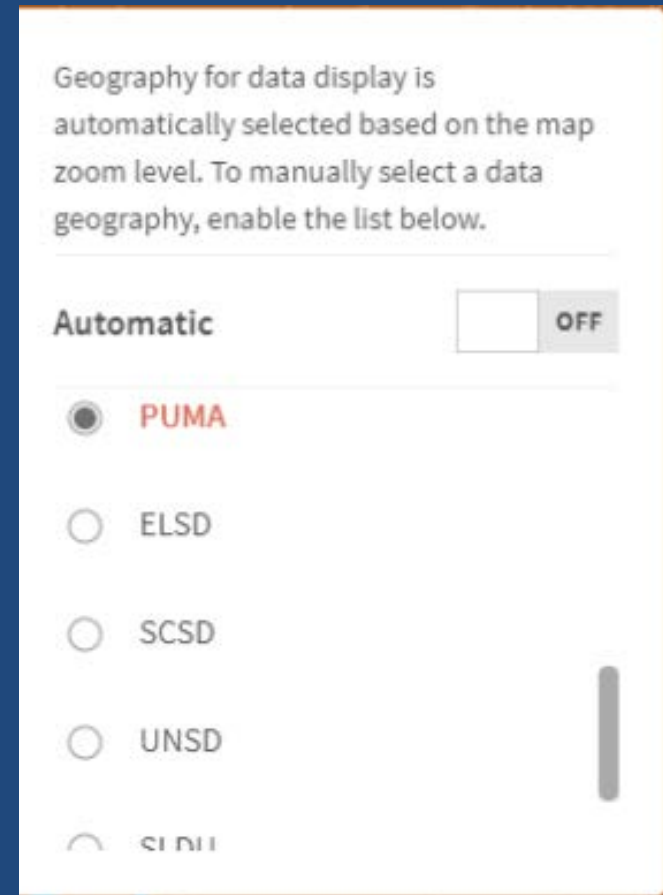 Geography for data display is
automatically selected based on the map
zoom level. To manually select a data
geography, enable the list below.
Automatic OFF
PUMA
ELSD
SCSD
UNSD
SLDU